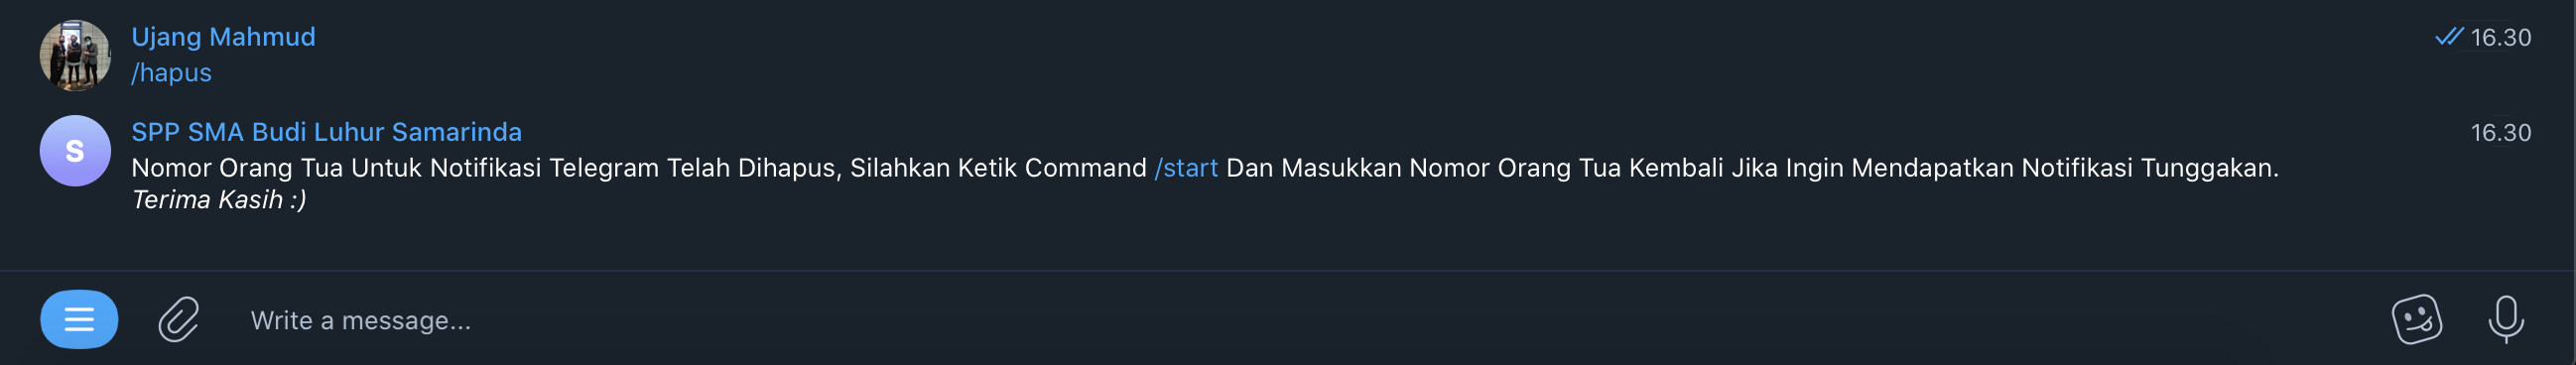 Ujang Mahmud
16.30
/hapus
SPP SMA Budi Luhur Samarinda
16.30
S
Nomor Orang Tua Untuk Notifikasi Telegram Telah Dihapus, Silahkan Ketik Command /start Dan Masukkan Nomor Orang Tua Kembali Jika Ingin Mendapatkan Notifikasi Tunggakan.
Terima Kasih :)
Write a message...